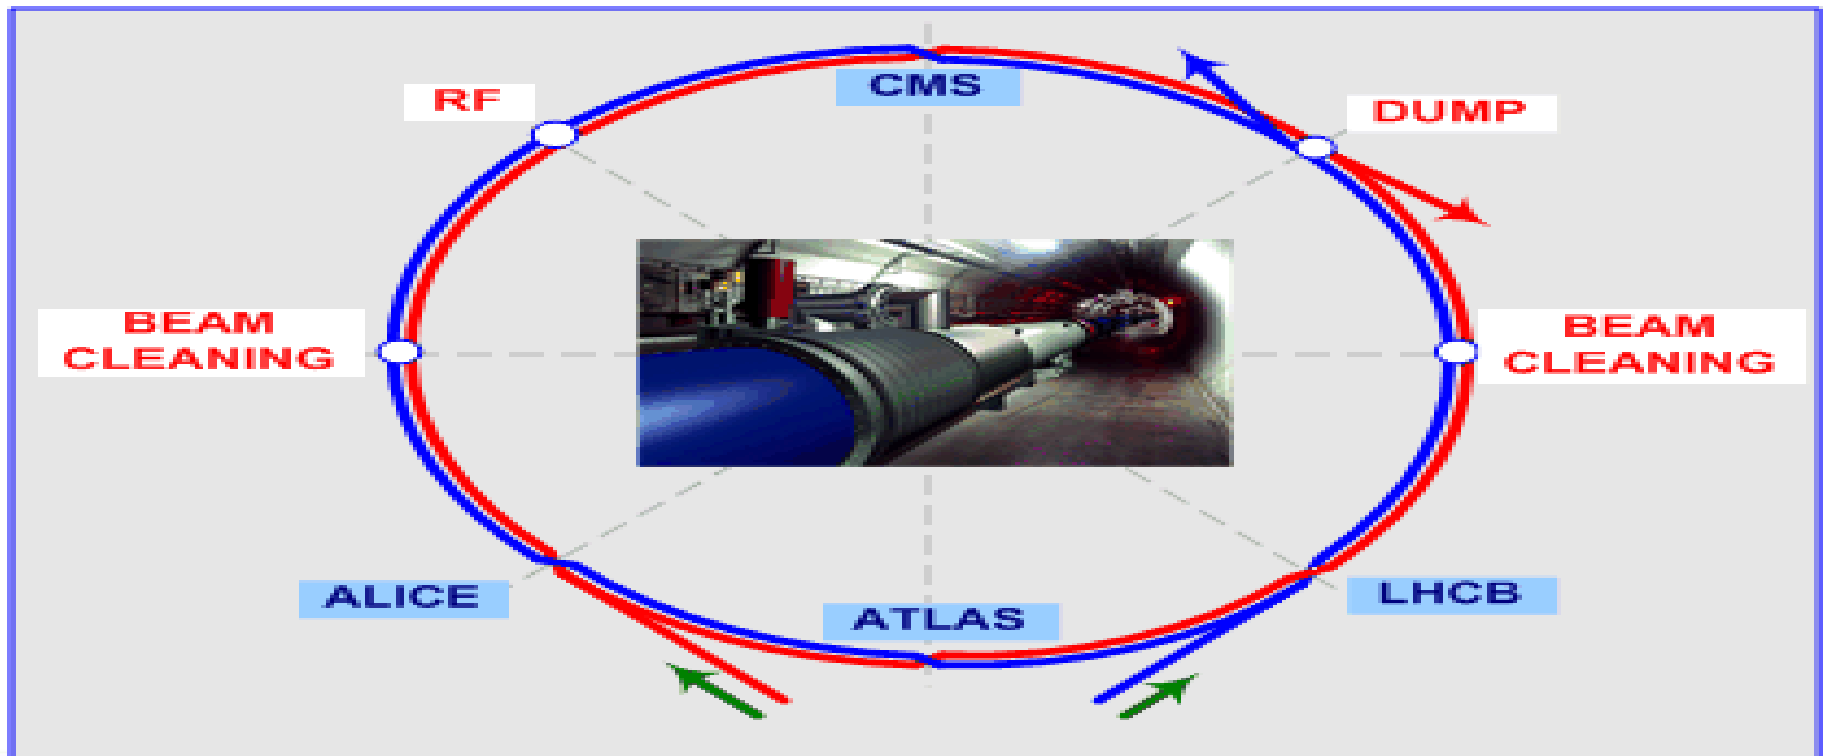 CMS
RF
DUMP
BEAM
CLEANING
BEAM
CLEANING
ALICE
ATLAS
LHCB